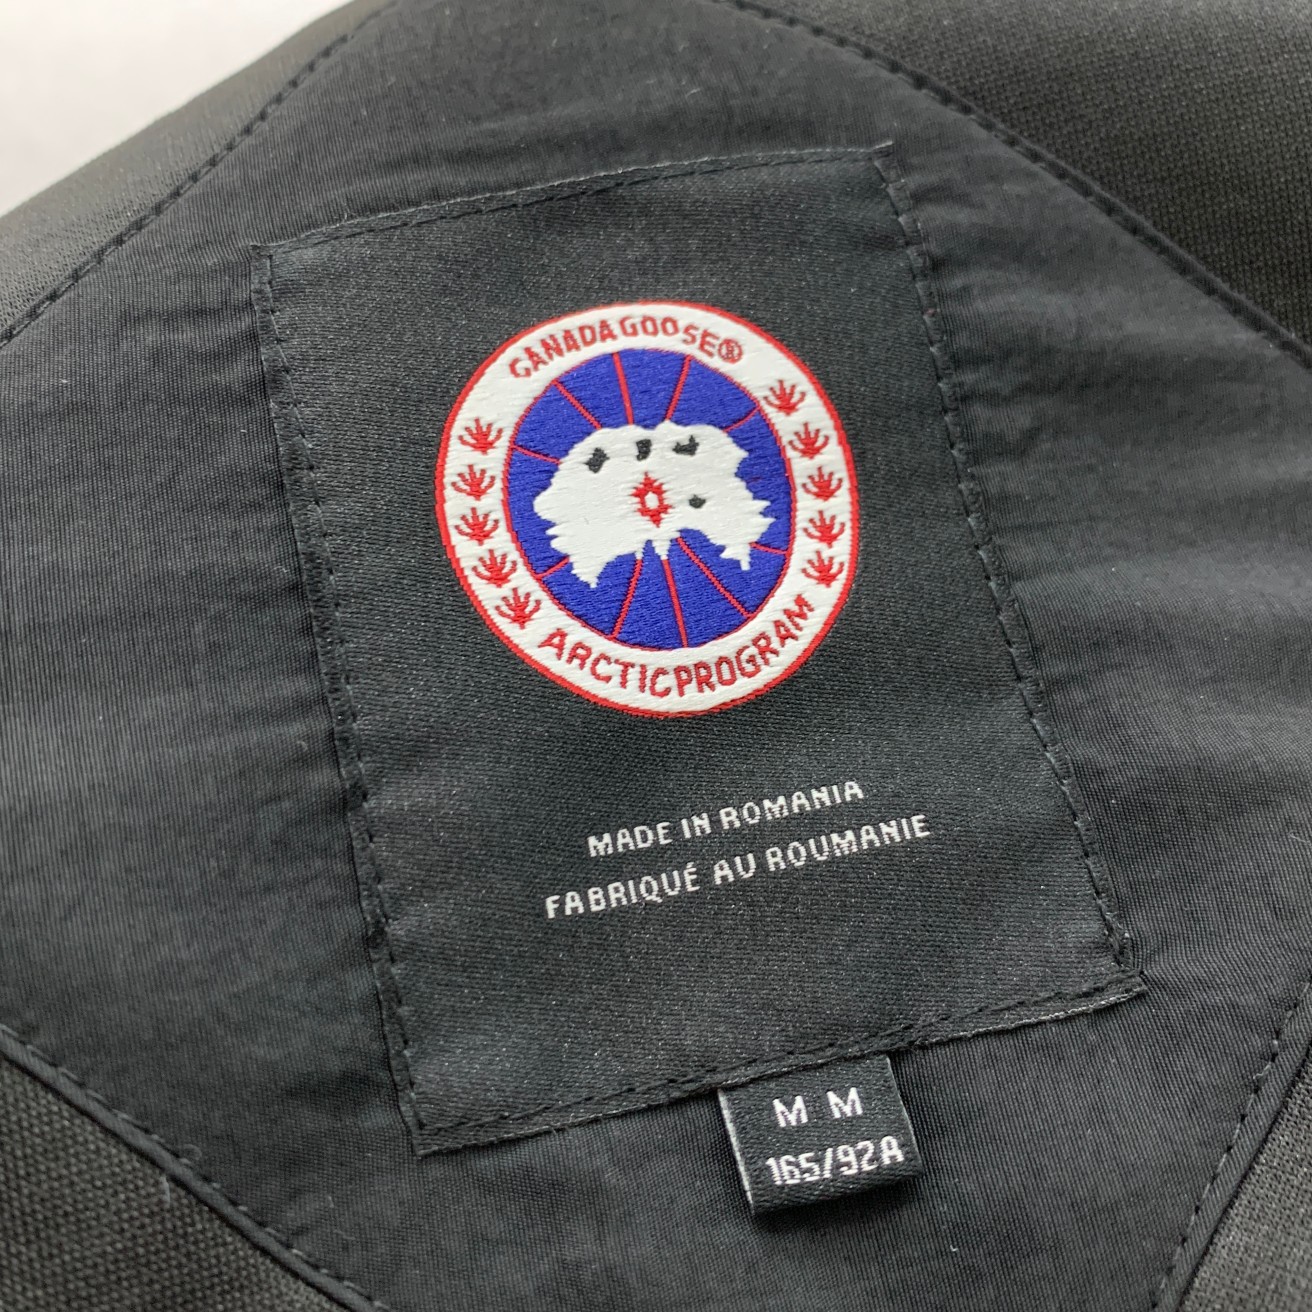 CANADA GOOSE®
ARCTIC PROGRAM
MADE IN ROMANIA
FABRIQUÉ AU ROUMANIE
M M
165/92A